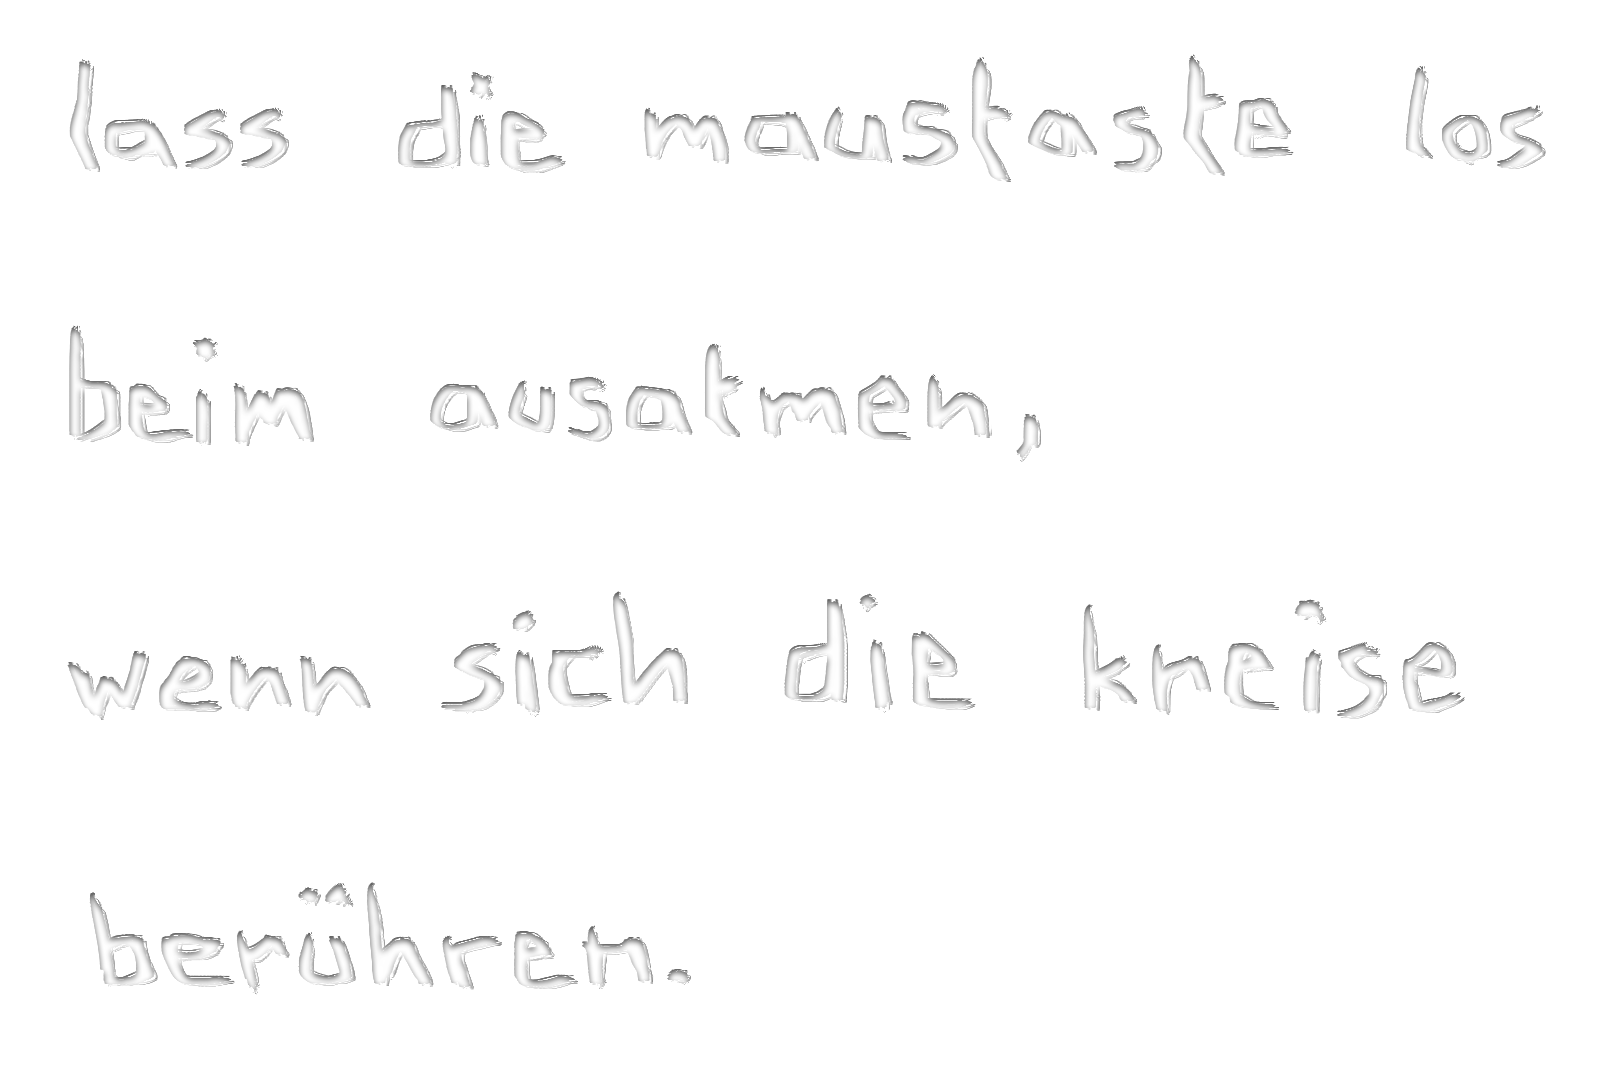 lass die maustaste los
beim ausatmen,
wenn sich die kreise
berühren.